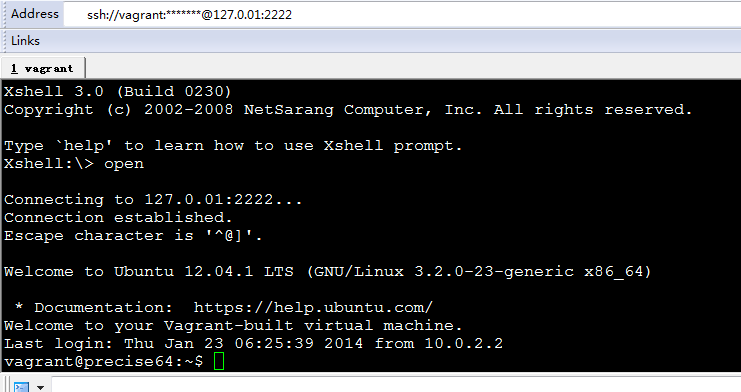 Address ssh://vagrant:*******@127.0.01:2222
Links
1 vagrant
Xshell 3.0 (Build 0230)
Copyright (c) 2002-2008 NetSarang Computer, Inc. All rights reserved.
Type `help' to learn how to use Xshell prompt.
Xshell:\> open
Connecting to 127.0.01:2222...
Connection established.
Escape character is '^@]'.
Welcome to Ubuntu 12.04.1 LTS (GNU/Linux 3.2.0-23-generic x86_64)
* Documentation:  https://help.ubuntu.com/
Welcome to your Vagrant-built virtual machine.
Last login: Thu Jan 23 06:25:39 2014 from 10.0.2.2
vagrant@precise64:~$